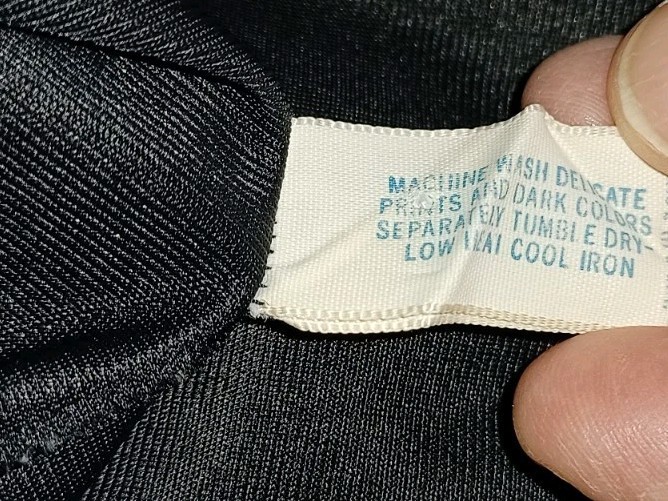 MACHINE WASH DELICATE
PRINTS AND DARK COLORS
SEPARATELY TUMBLE DRY-
LOW COOL IRON